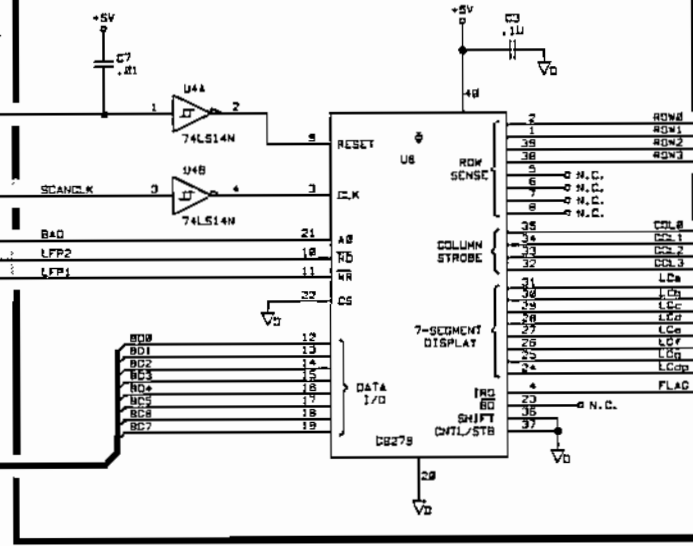 +5V
C7
.01
+5V
C3
.1U
40
U4A
1
2
74LS14N
9
RESET
SCANCLK
3
U4B
4
74LS14N
3
CLK
BA0
21
A0
LFP2
10
RD
LFP1
11
WR
22
CS
BD0
12
BD1
13
BD2
14
BD3
15
BD4
16
BD5
17
BD6
18
BD7
19
DATA
I/O
U6
C8279
20
ROW
SENSE
2
ROW0
1
ROW1
39
ROW2
38
ROW3
5
N.C.
6
N.C.
7
N.C.
8
N.C.
COLUMN
STROBE
35
COL0
34
COL1
33
COL2
32
COL3
7-SEGMENT
DISPLAY
31
LCa
30
LCb
29
LCc
28
LCd
27
LCe
26
LCf
25
LCg
24
LCdp
IRQ
4
FLAG
BD
23
N.C.
SHIFT
36
CNTL/STB
37